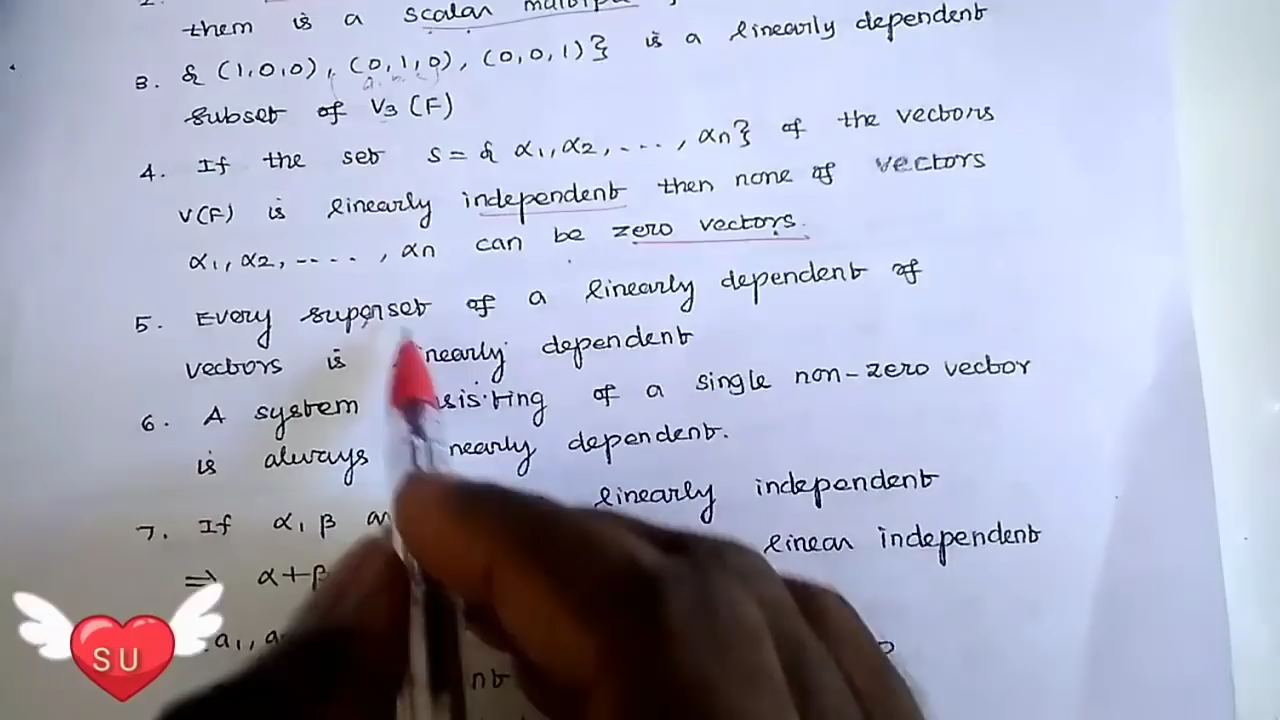 2.
them is a scalar
3. { (1,0,0), (0,1,0), (0,0,1)} is a linearly dependent
subset of V3 (F)
4. If the set S = { α1, α2, ...., αn} of the vectors
V(F) is linearly independent then none of vectors
α1, α2, ----, αn can be zero vectors.
5. Every superset of a linearly dependent of
vectors is nearly dependent
6. A system sisting of a single non-zero vector
is always nearly dependent.
7. If α, β linearly independent
⇒ α+β linear independent
a1, a
nt
SU